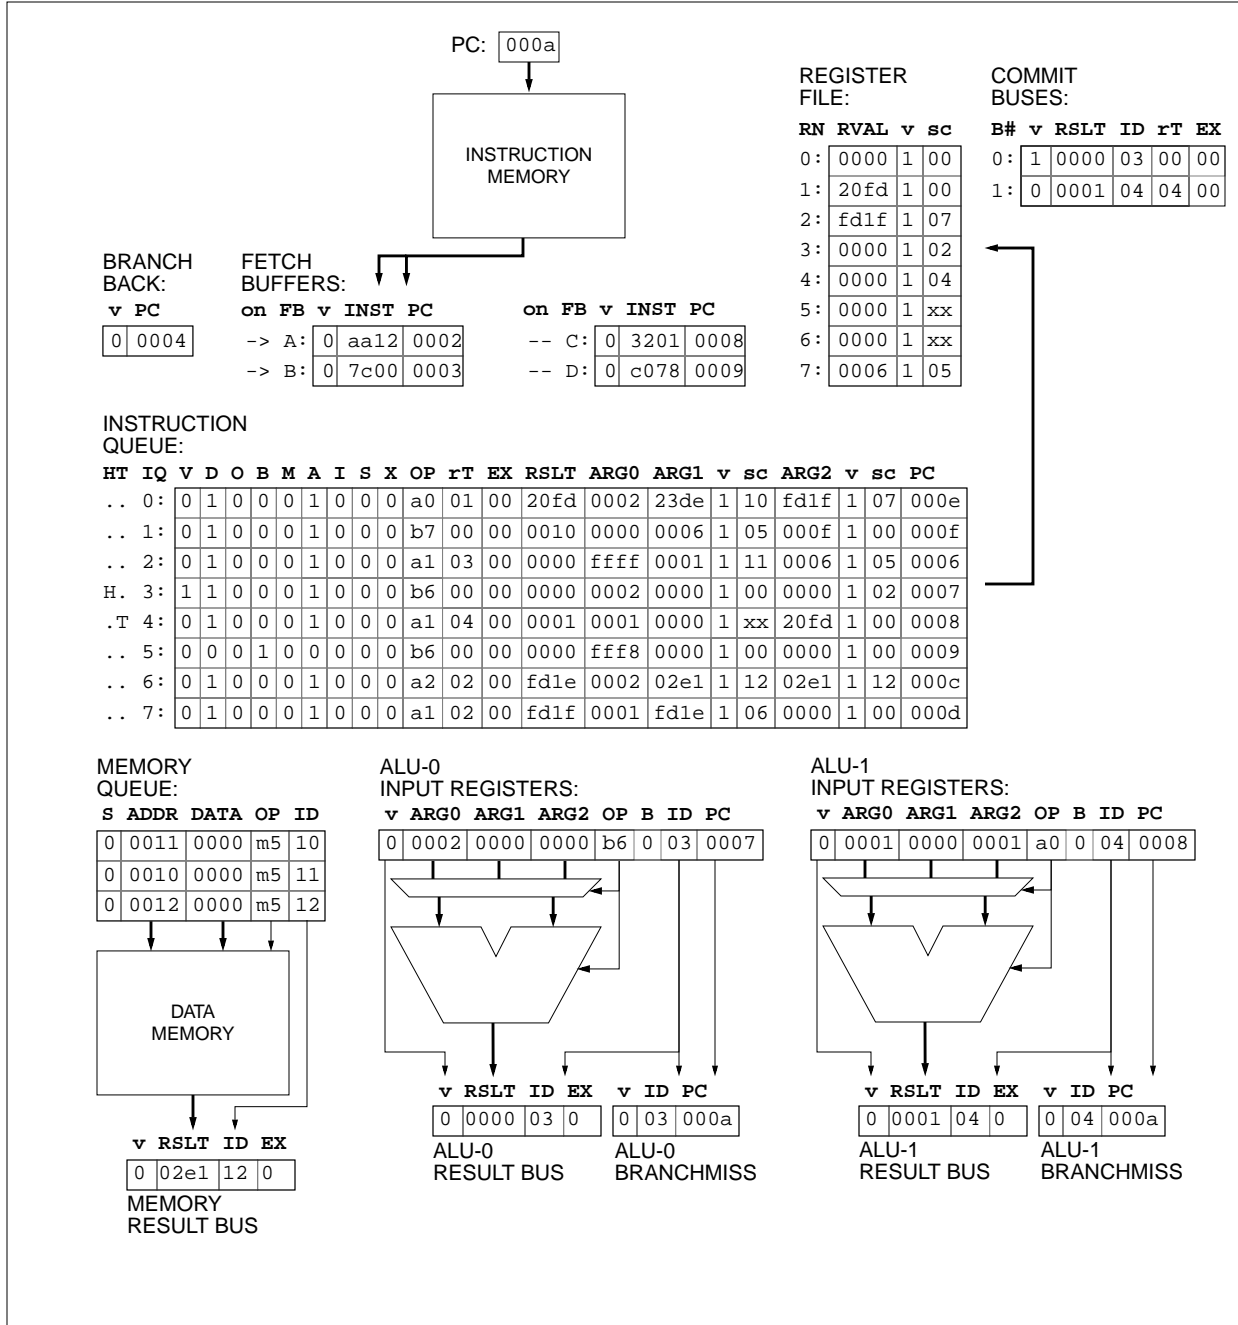 PC: 000a
INSTRUCTION
MEMORY
REGISTER
FILE:
RN RVAL v sc
0: 0000 1 00
1: 20fd 1 00
2: fd1f 1 07
3: 0000 1 02
4: 0000 1 04
5: 0000 1 xx
6: 0000 1 xx
7: 0006 1 05
COMMIT
BUSES:
B# v RSLT ID rT EX
0: 1 0000 03 00 00
1: 0 0001 04 04 00
BRANCH
BACK:
v PC
0 0004
FETCH
BUFFERS:
on FB v INST PC
-> A: 0 aa12 0002
-> B: 0 7c00 0003
on FB v INST PC
-- C: 0 3201 0008
-- D: 0 c078 0009
INSTRUCTION
QUEUE:
HT IQ V D O B M A I S X OP rT EX RSLT ARG0 ARG1 v sc ARG2 v sc PC
.. 0: 0 1 0 0 0 1 0 0 0 a0 01 00 20fd 0002 23de 1 10 fd1f 1 07 000e
.. 1: 0 1 0 0 0 1 0 0 0 b7 00 00 0010 0000 0006 1 05 000f 1 00 000f
.. 2: 0 1 0 0 0 1 0 0 0 a1 03 00 0000 ffff 0001 1 11 0006 1 05 0006
H. 3: 1 1 0 0 0 1 0 0 0 b6 00 00 0000 0002 0000 1 00 0000 1 02 0007
.T 4: 0 1 0 0 0 1 0 0 0 a1 04 00 0001 0001 0000 1 xx 20fd 1 00 0008
.. 5: 0 0 0 1 0 0 0 0 0 b6 00 00 0000 fff8 0000 1 00 0000 1 00 0009
.. 6: 0 1 0 0 0 1 0 0 0 a2 02 00 fd1e 0002 02e1 1 12 02e1 1 12 000c
.. 7: 0 1 0 0 0 1 0 0 0 a1 02 00 fd1f 0001 fd1e 1 06 0000 1 00 000d
MEMORY
QUEUE:
S ADDR DATA OP ID
0 0011 0000 m5 10
0 0010 0000 m5 11
0 0012 0000 m5 12
DATA
MEMORY
v RSLT ID EX
0 02e1 12 0
MEMORY
RESULT BUS
ALU-0
INPUT REGISTERS:
v ARG0 ARG1 ARG2 OP B ID PC
0 0002 0000 0000 b6 0 03 0007
v RSLT ID EX
0 0000 03 0
ALU-0
RESULT BUS
v ID PC
0 03 000a
ALU-0
BRANCHMISS
ALU-1
INPUT REGISTERS:
v ARG0 ARG1 ARG2 OP B ID PC
0 0001 0000 0001 a0 0 04 0008
v RSLT ID EX
0 0001 04 0
ALU-1
RESULT BUS
v ID PC
0 04 000a
ALU-1
BRANCHMISS